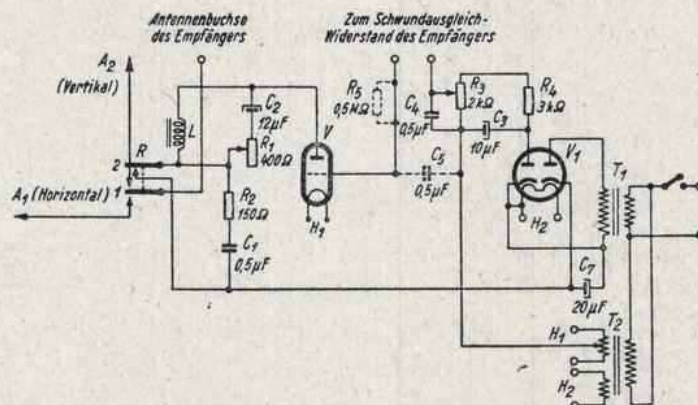 Antennenbuchse
des Empfängers
Zum Schwundausgleich-
Widerstand des Empfängers
A2
(Vertikal)
C2
12µF
R5
0,5MΩ
C4
0,5µF
R3
2kΩ
R4
3kΩ
C3
10µF
L
V
V1
R1
400Ω
2
R
1
A1 (Horizontal)
R2
150Ω
C5
0,5µF
T1
H1
H2
C1
0,5µF
C7
20µF
T2
H1
H2